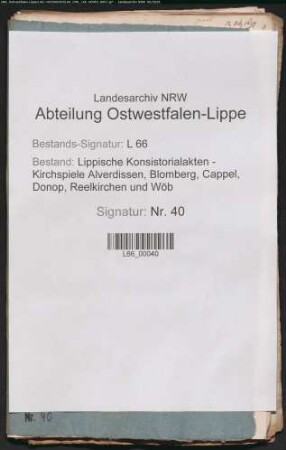 Landesarchiv NRW
Abteilung Ostwestfalen-Lippe
Bestands-Signatur: L 66
Bestand: Lippische Konsistorialakten -
Kirchspiele Alverdissen, Blomberg, Cappel,
Donop, Reelkirchen und Wöb
Signatur: Nr. 40
L66_00040
Nr. 40